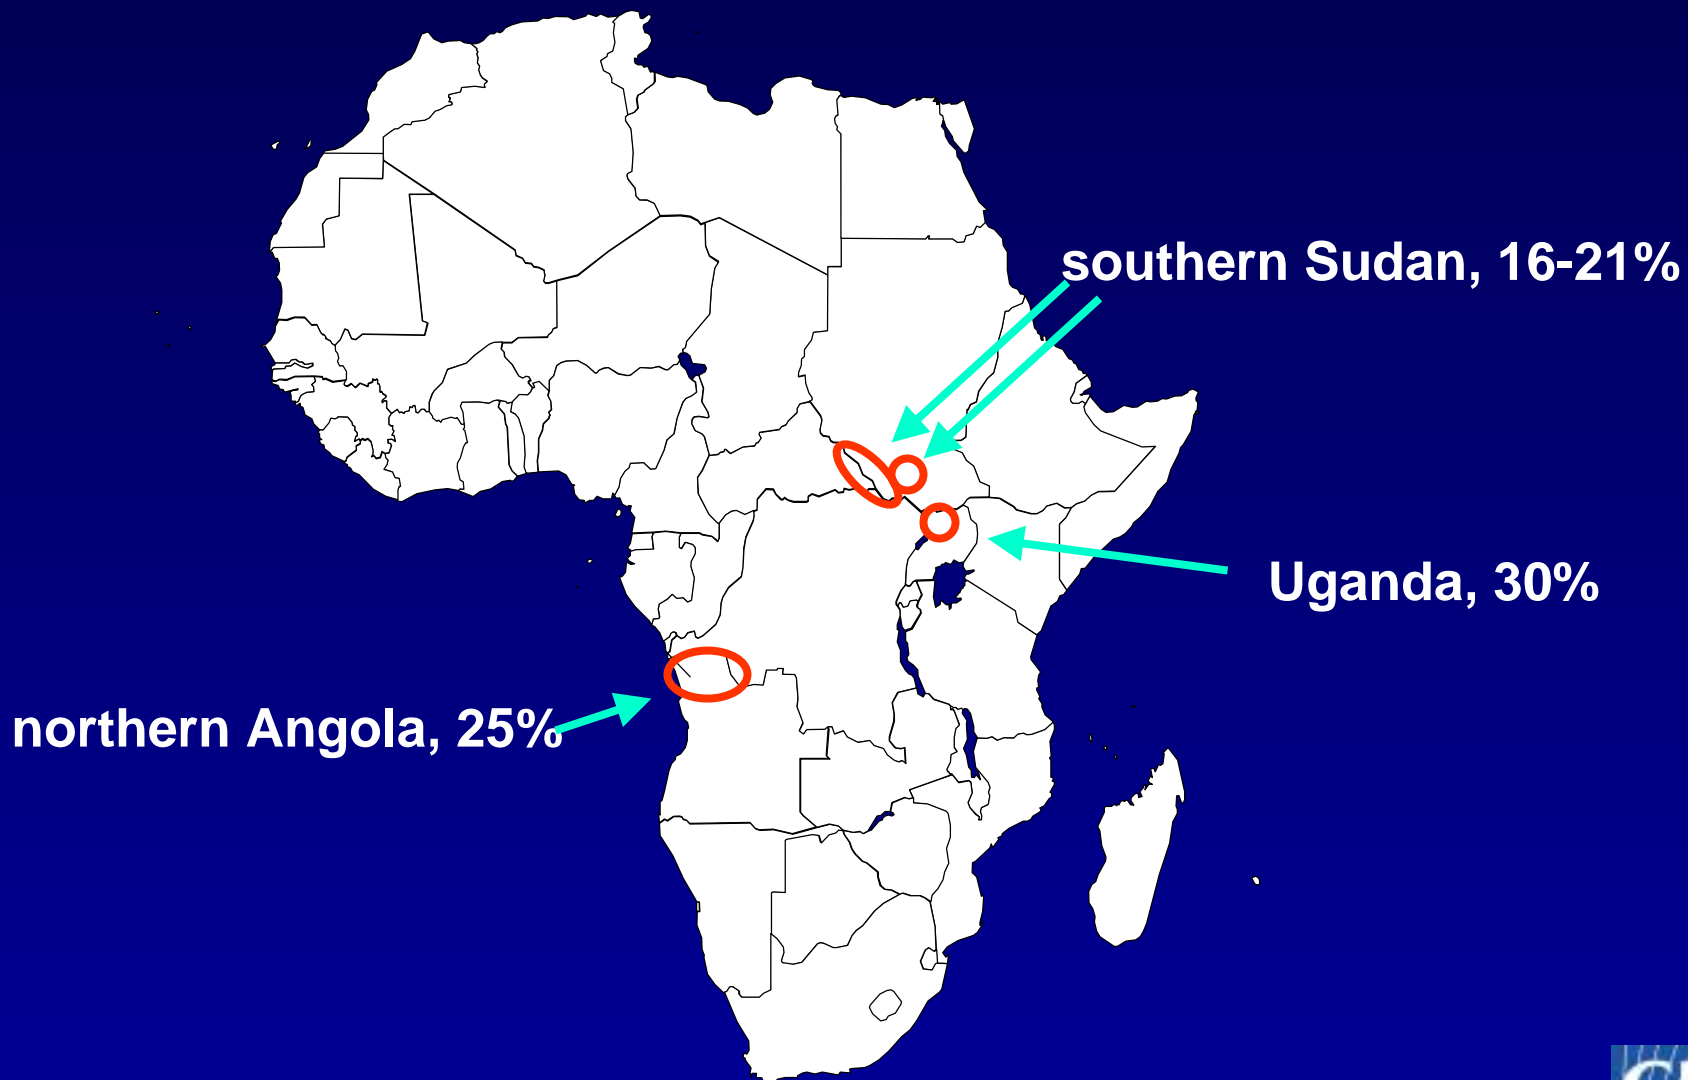 southern Sudan, 16-21%
Uganda, 30%
northern Angola, 25%